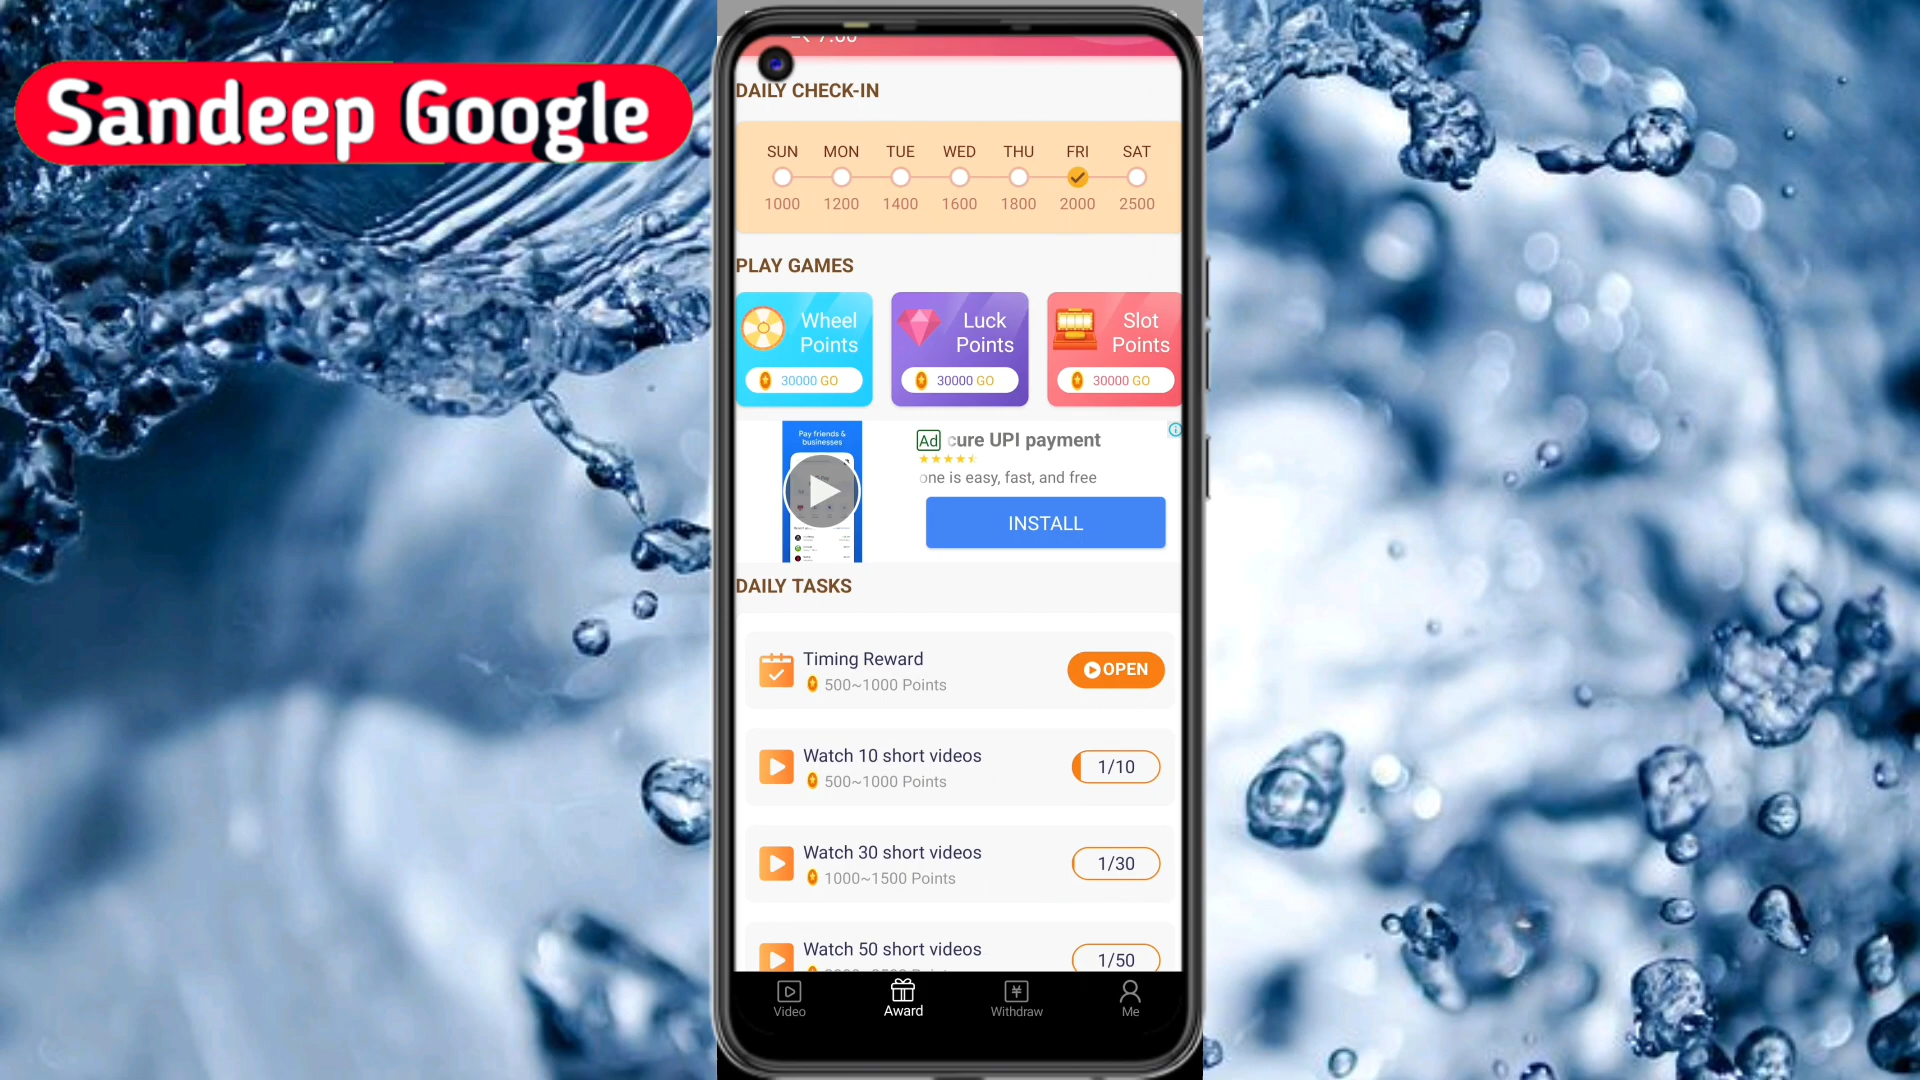 Sandeep Google
DAILY CHECK-IN
SUN MON TUE WED THU FRI SAT
1000 1200 1400 1600 1800 2000 2500
PLAY GAMES
Wheel Points
30000 GO
Luck Points
30000 GO
Slot Points
30000 GO
Pay friends &
businesses
Ad cure UPI payment
one is easy, fast, and free
INSTALL
DAILY TASKS
Timing Reward
500~1000 Points
OPEN
Watch 10 short videos
500~1000 Points
1/10
Watch 30 short videos
1000~1500 Points
1/30
Watch 50 short videos
1/50
Video Award Withdraw Me